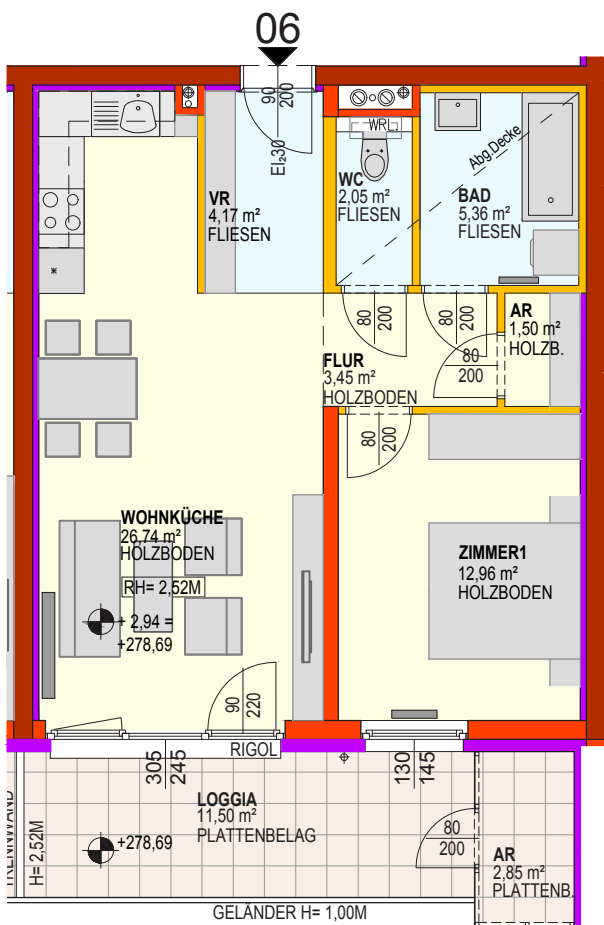 06
90
200
EI₂30
WRL
Abg.Decke
VR
4,17 m²
FLIESEN
WC
2,05 m²
FLIESEN
BAD
5,36 m²
FLIESEN
80
200
80
200
AR
1,50 m²
HOLZB.
80
200
FLUR
3,45 m²
HOLZBODEN
80
200
WOHNKÜCHE
26,74 m²
HOLZBODEN
RH= 2,52M
+ 2,94 =
+278,69
ZIMMER1
12,96 m²
HOLZBODEN
90
220
RIGOL
305
245
130
145
LOGGIA
11,50 m²
PLATTENBELAG
+278,69
TRENNWAND
H= 2,52M
80
200
AR
2,85 m²
PLATTENB.
GELÄNDER H= 1,00M